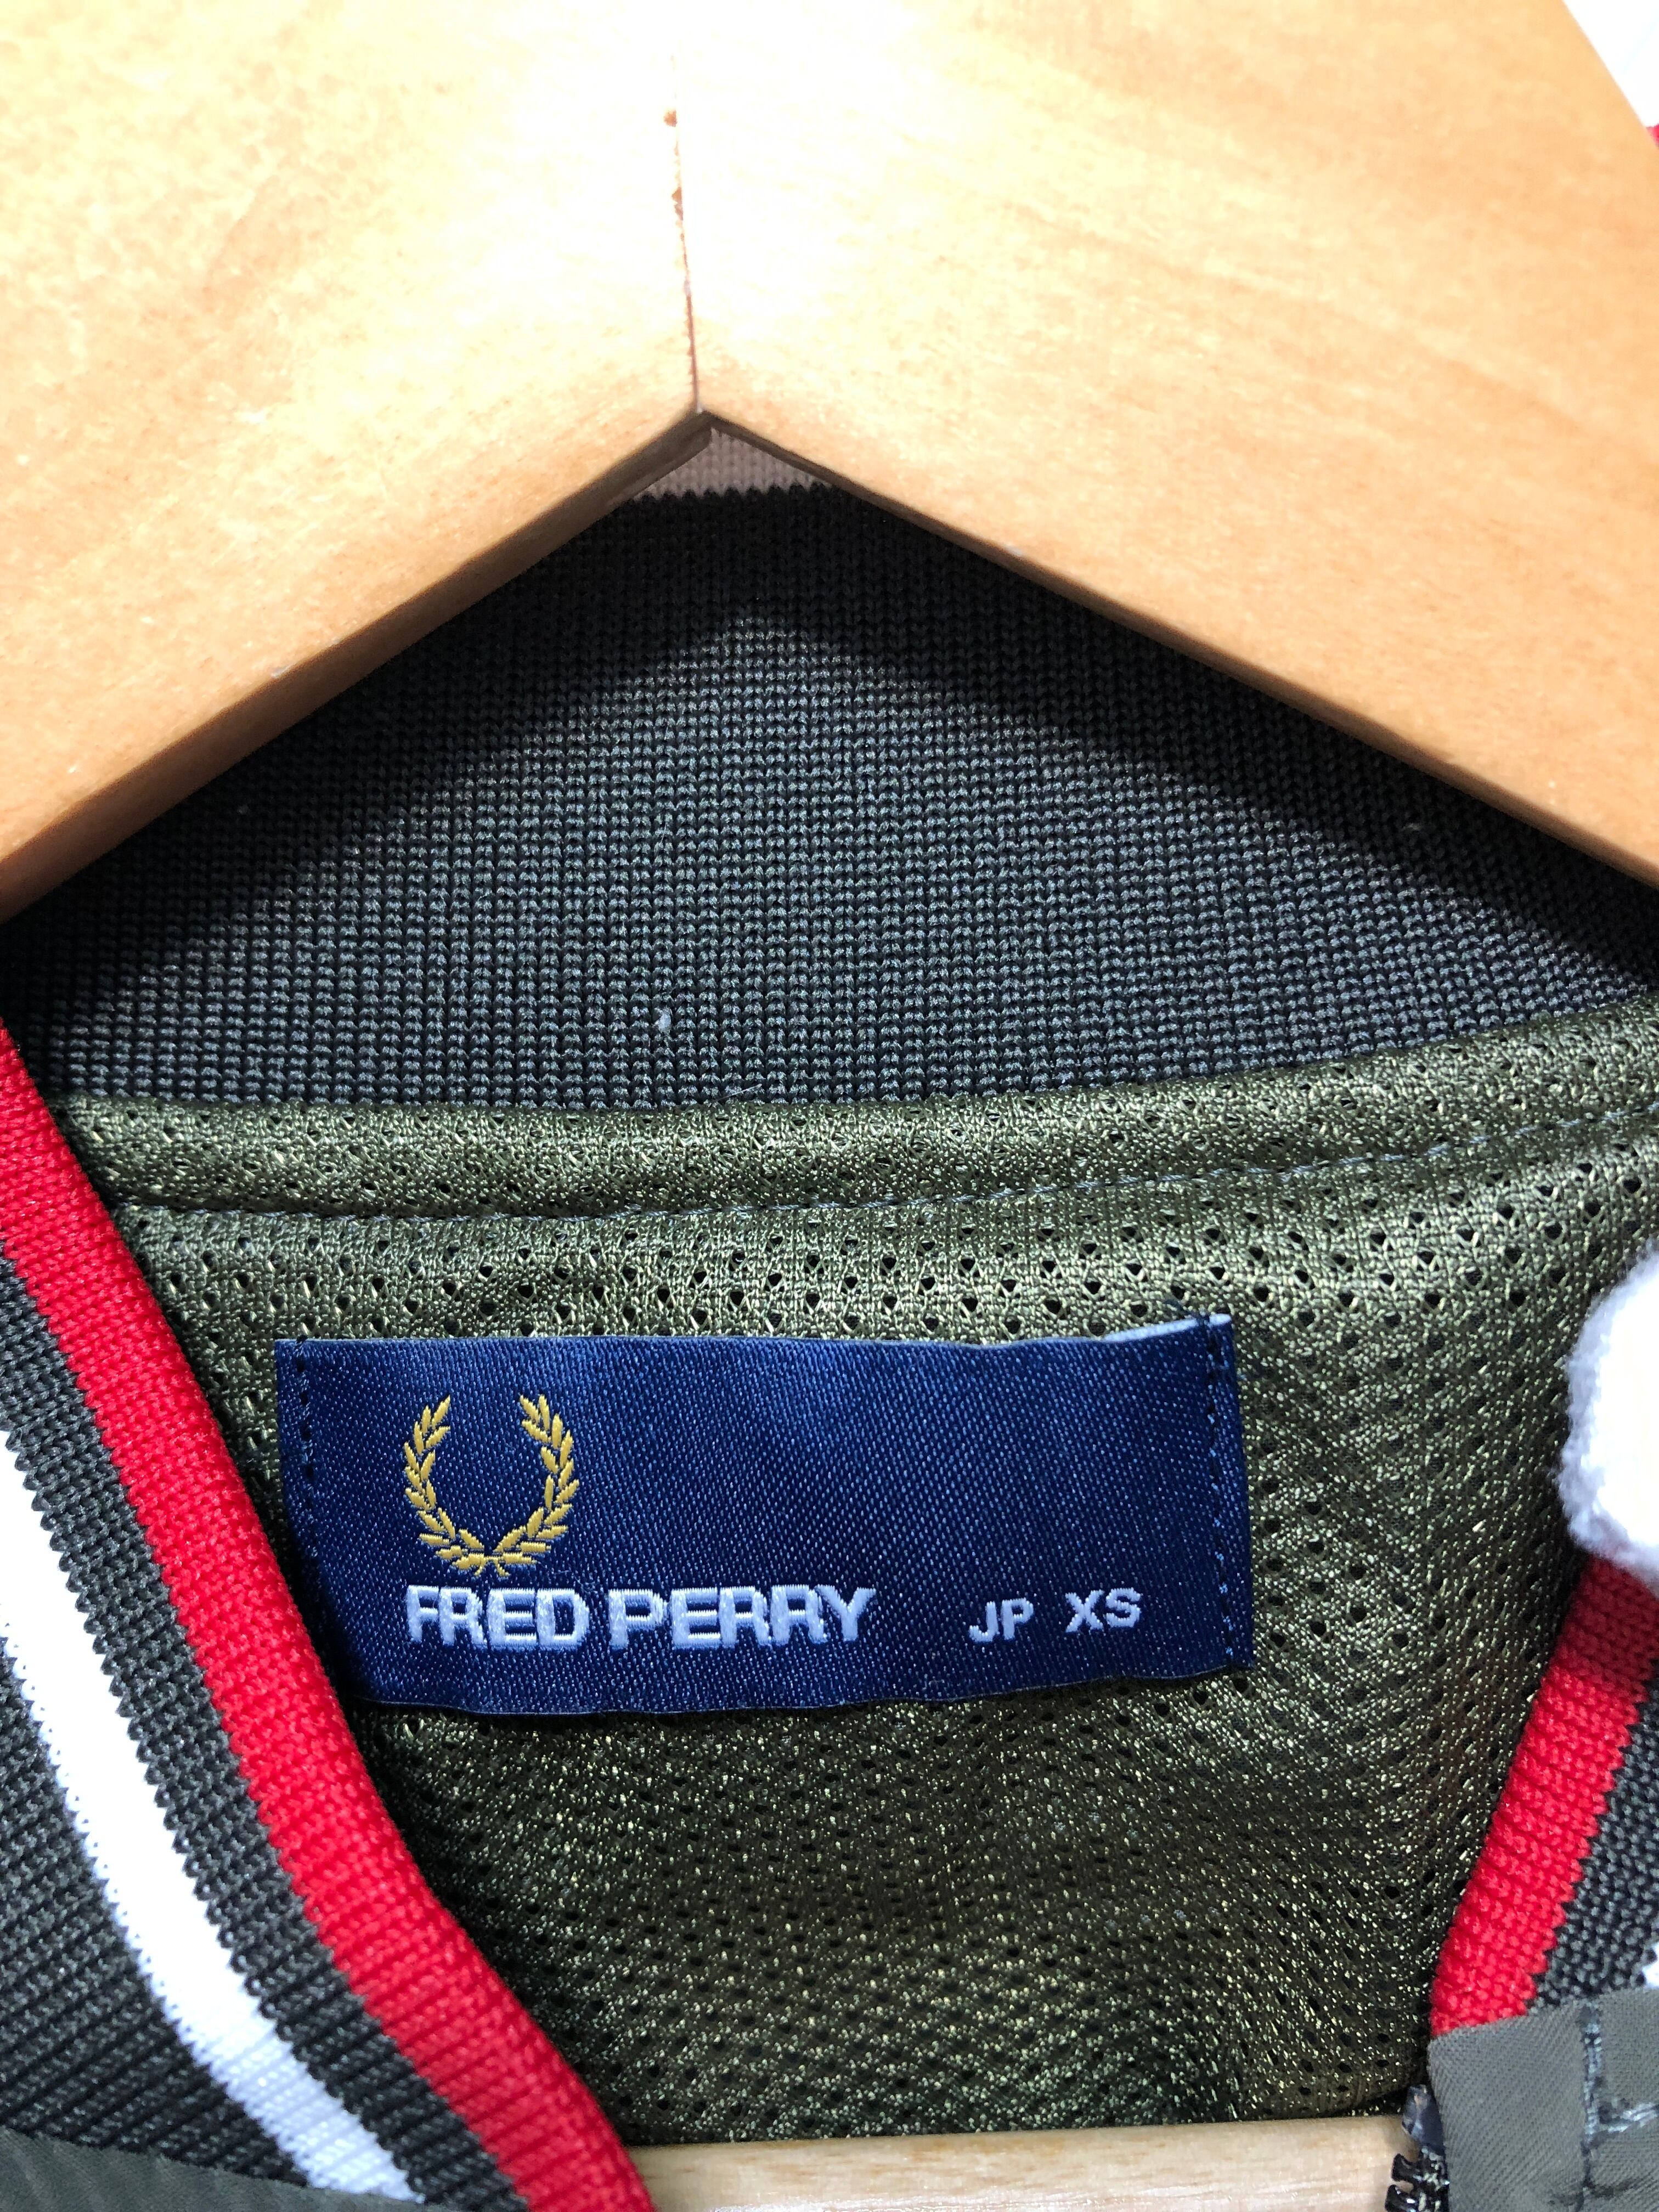 FRED PERRY JP XS